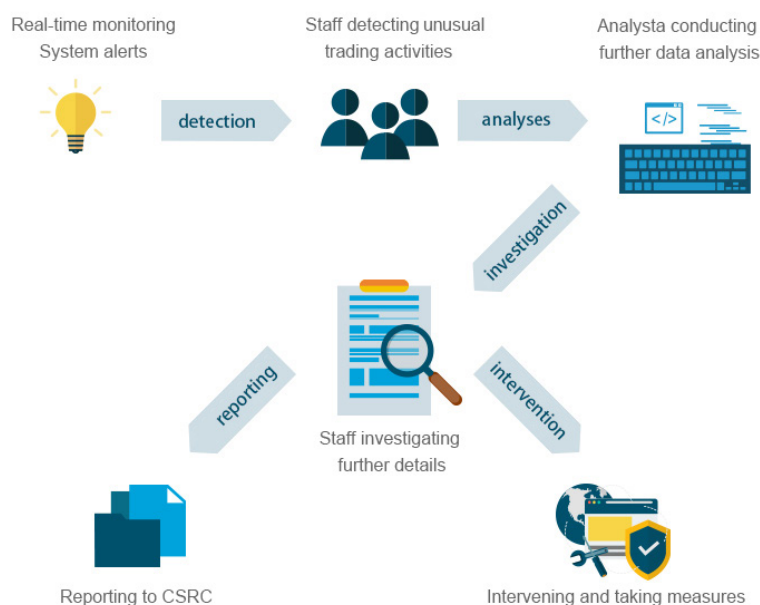 Real-time monitoring
System alerts
detection
Staff detecting unusual
trading activities
analyses
Analysta conducting
further data analysis
</>
investigation
Staff investigating
further details
reporting
intervention
Reporting to CSRC
Intervening and taking measures